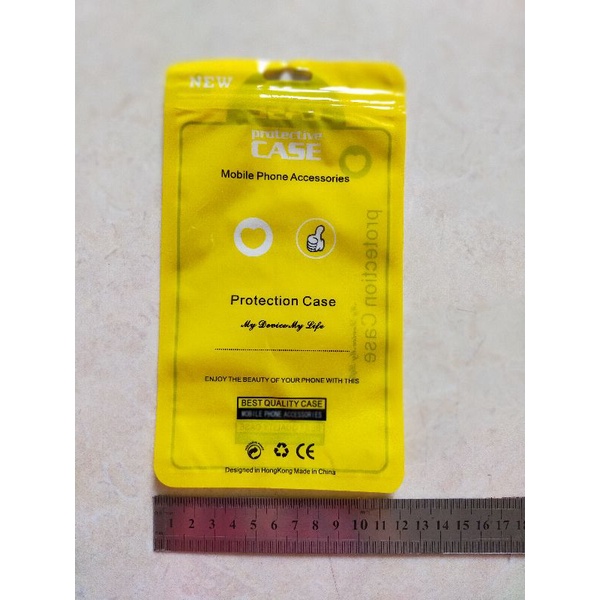 NEW
protective
CASE
Mobile Phone Accessories
protection Case
Protection Case
My Device My Life
ENJOY THE BEAUTY OF YOUR PHONE WITH THIS
BEST QUALITY CASE
MOBILE PHONE ACCESSORIES
CE
Designed in HongKong Made in China
1 2 3 4 5 6 7 8 9 10 11 12 13 14 15 16 17